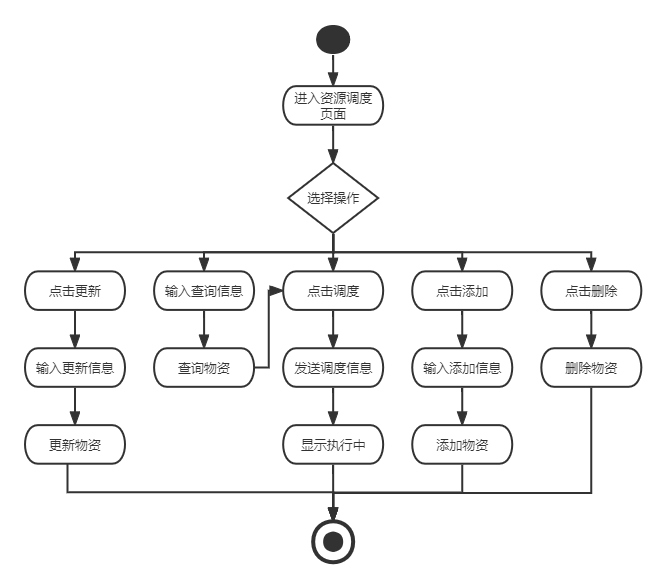 进入资源调度
页面
选择操作
点击更新
输入查询信息
点击调度
点击添加
点击删除
输入更新信息
查询物资
发送调度信息
输入添加信息
删除物资
更新物资
显示执行中
添加物资